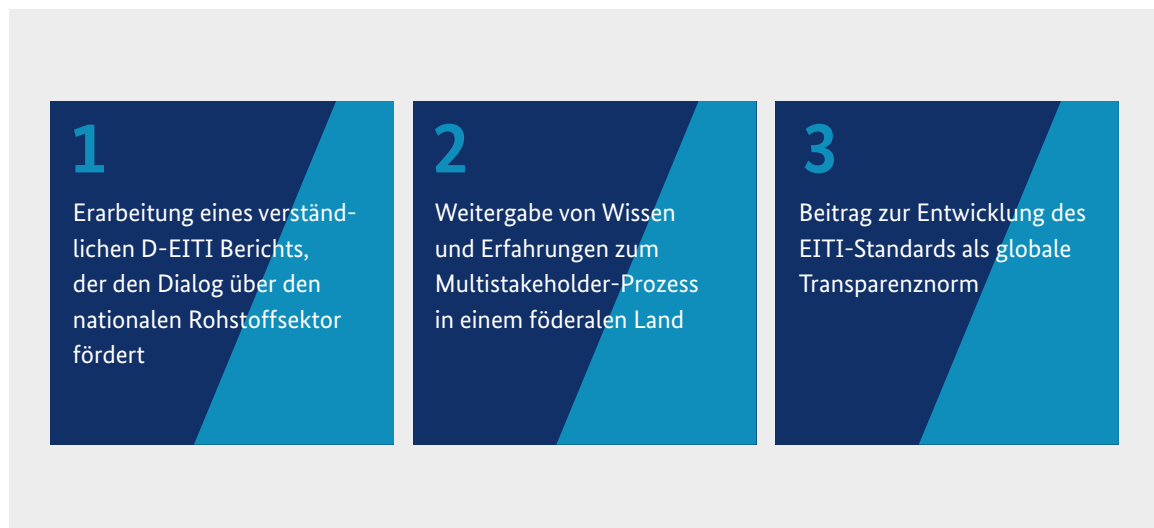 1
Erarbeitung eines verständ-
lichen D-EITI Berichts,
der den Dialog über den
nationalen Rohstoffsektor
fördert
2
Weitergabe von Wissen
und Erfahrungen zum
Multistakeholder-Prozess
in einem föderalen Land
3
Beitrag zur Entwicklung des
EITI-Standards als globale
Transparenznorm